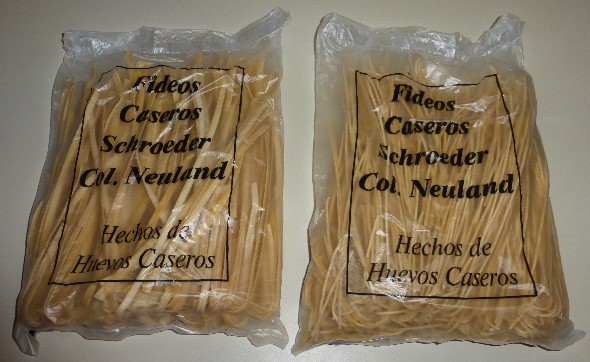 Fideos
Caseros
Schroeder
Col. Neuland
Hechos de
Huevos Caseros
Fideos
Caseros
Schroeder
Col. Neuland
Hechos de
Huevos Caseros